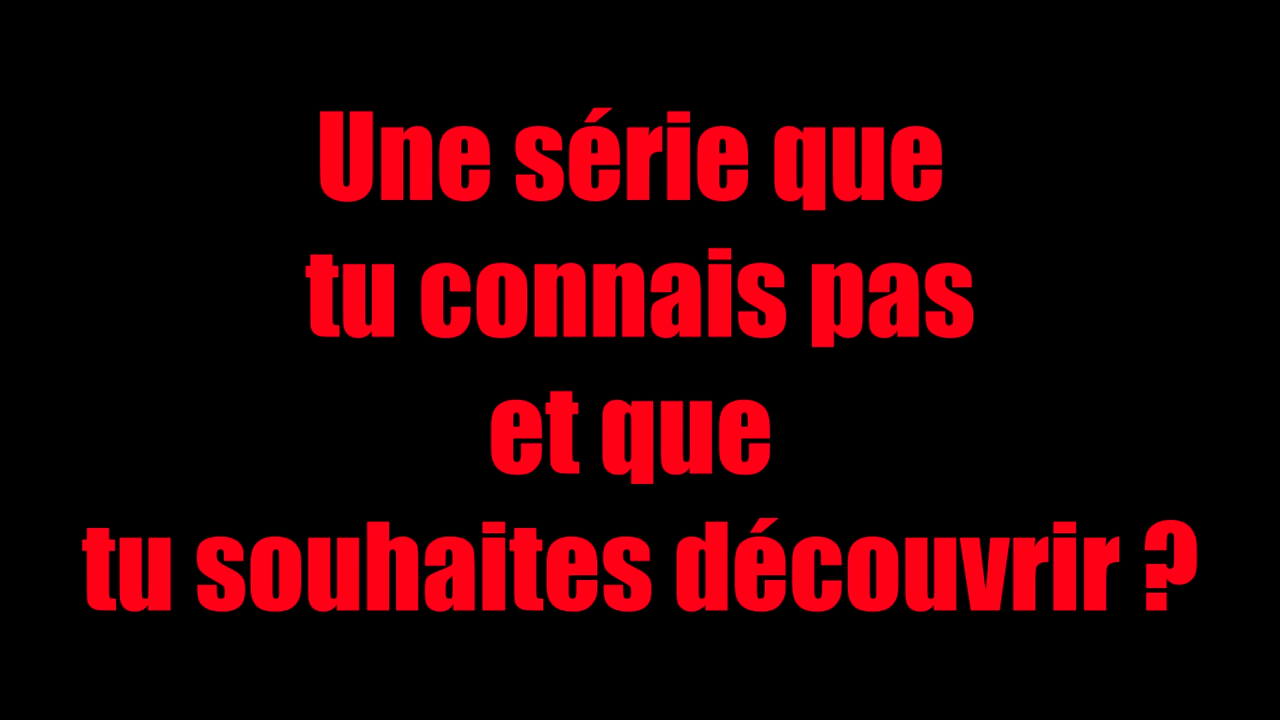 Une série que
tu connais pas
et que
tu souhaites découvrir ?